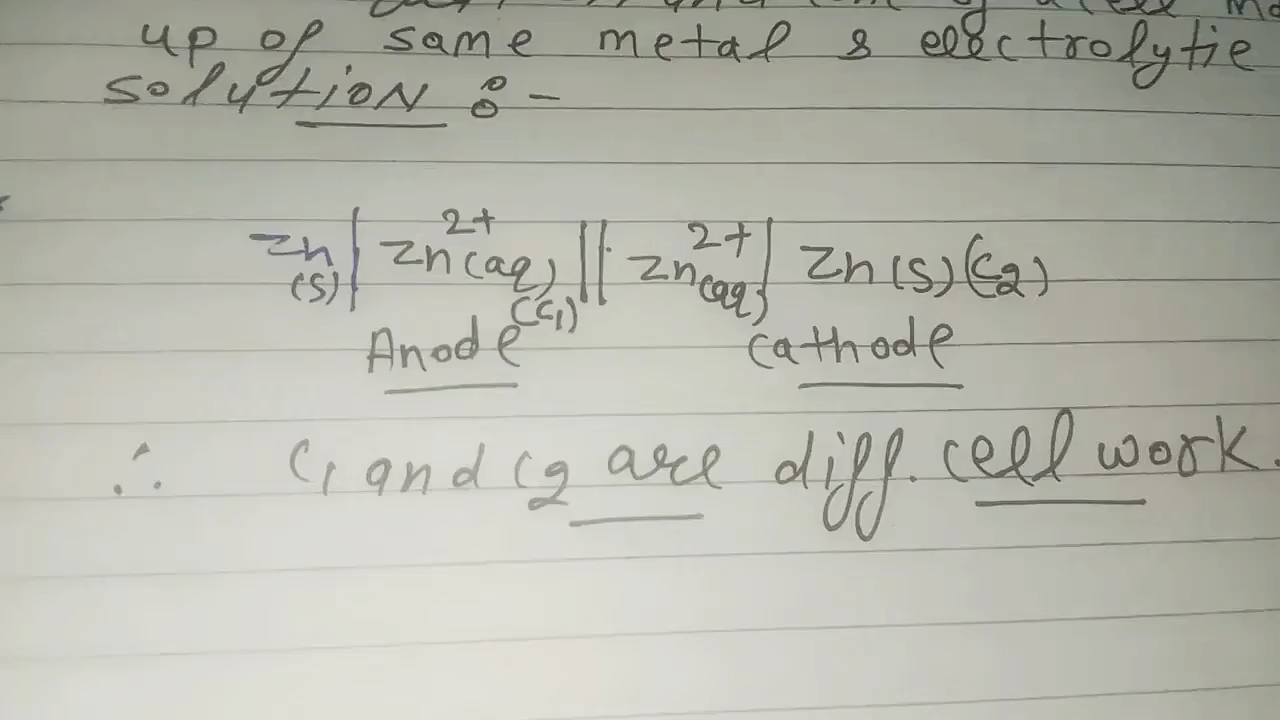 up of same metal & electrolytie
solution :-
Zn(s) | Zn2+(aq) (C1) || Zn2+(aq) | Zn(s) (C2)
Anode cathode
∴ C1 and C2 are diff. cell work.